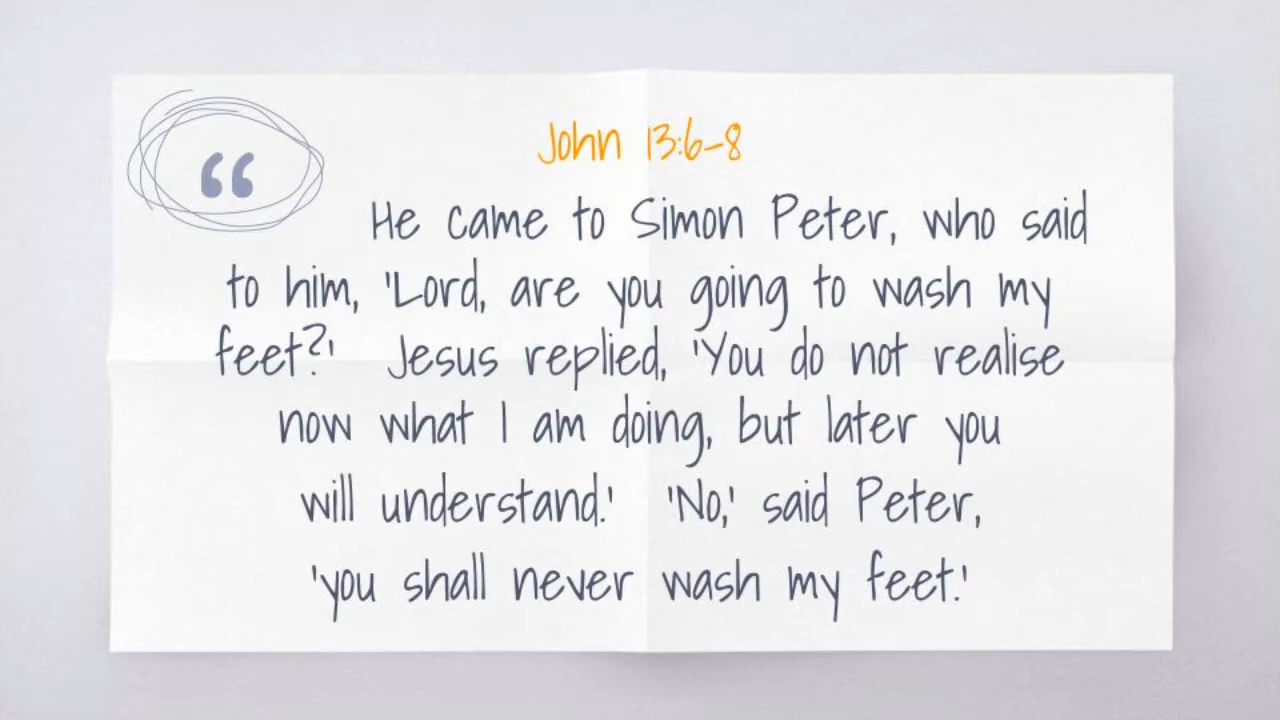 “
John 13:6-8
He came to Simon Peter, who said
to him, 'Lord, are you going to wash my
feet?' Jesus replied, 'You do not realise
now what I am doing, but later you
will understand.' 'No,' said Peter,
'you shall never wash my feet.'